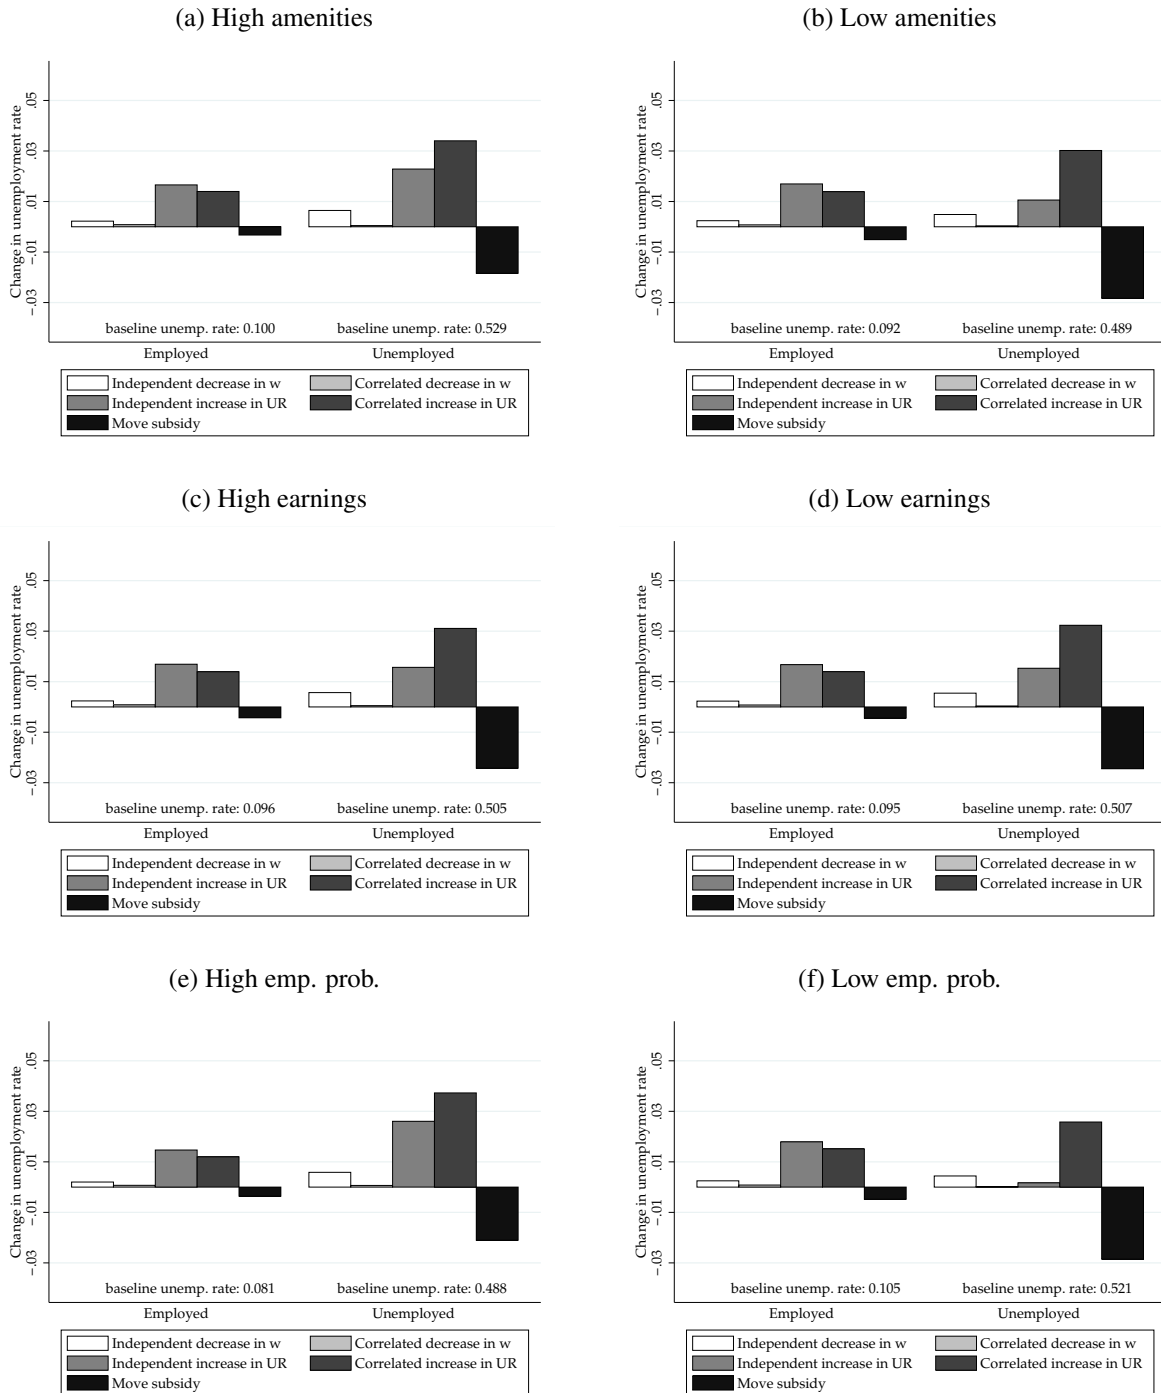 (a) High amenities
Change in unemployment rate
.05
.03
.01
-.01
-.03
baseline unemp. rate: 0.100
baseline unemp. rate: 0.529
Employed
Unemployed
Independent decrease in w
Correlated decrease in w
Independent increase in UR
Correlated increase in UR
Move subsidy
(b) Low amenities
Change in unemployment rate
.05
.03
.01
-.01
-.03
baseline unemp. rate: 0.092
baseline unemp. rate: 0.489
Employed
Unemployed
Independent decrease in w
Correlated decrease in w
Independent increase in UR
Correlated increase in UR
Move subsidy
(c) High earnings
Change in unemployment rate
.05
.03
.01
-.01
-.03
baseline unemp. rate: 0.096
baseline unemp. rate: 0.505
Employed
Unemployed
Independent decrease in w
Correlated decrease in w
Independent increase in UR
Correlated increase in UR
Move subsidy
(d) Low earnings
Change in unemployment rate
.05
.03
.01
-.01
-.03
baseline unemp. rate: 0.095
baseline unemp. rate: 0.507
Employed
Unemployed
Independent decrease in w
Correlated decrease in w
Independent increase in UR
Correlated increase in UR
Move subsidy
(e) High emp. prob.
Change in unemployment rate
.05
.03
.01
-.01
-.03
baseline unemp. rate: 0.081
baseline unemp. rate: 0.488
Employed
Unemployed
Independent decrease in w
Correlated decrease in w
Independent increase in UR
Correlated increase in UR
Move subsidy
(f) Low emp. prob.
Change in unemployment rate
.05
.03
.01
-.01
-.03
baseline unemp. rate: 0.105
baseline unemp. rate: 0.521
Employed
Unemployed
Independent decrease in w
Correlated decrease in w
Independent increase in UR
Correlated increase in UR
Move subsidy